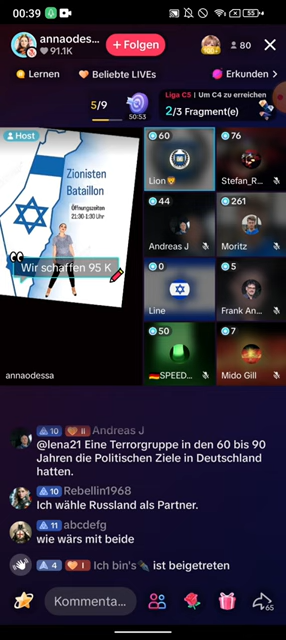 00:39
55
annaodes...
91.1K
+ Folgen
80
Lernen
Beliebte LIVEs
Erkunden >
5/9
50:53
Liga C5 | Um C4 zu erreichen
2/3 Fragment(e)
Host
Zionisten
Bataillon
Öffnungszeiten
21:30-1:30 Uhr
Wir schaffen 95 K
annaodessa
60
Lion🦁
76
Stefan_R...
44
Andreas J
261
Moritz
0
Line
5
Frank An...
50
🇩🇪SPEED...
7
Mido Gill
10 II Andreas J
@lena21 Eine Terrorgruppe in den 60 bis 90
Jahren die Politischen Ziele in Deutschland
hatten.
10 Rebellin1968
Ich wähle Russland als Partner.
11 abcdefg
wie wärs mit beide
4 I Ich bin's✒️ ist beigetreten
Kommenta...
65